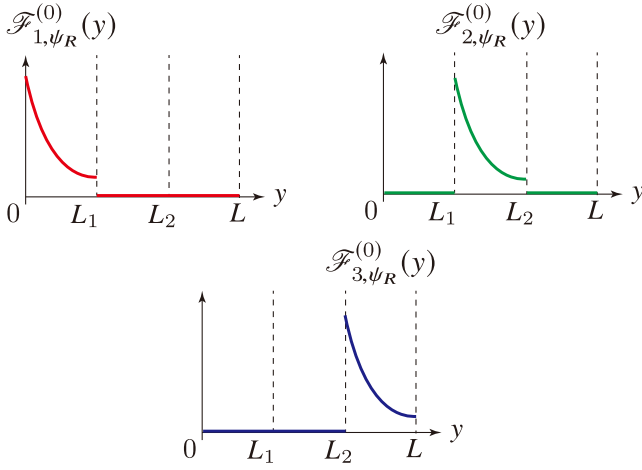 ℱ^{(0)}_{1,ψ_R}(y)
0 L_1 L_2 L y
ℱ^{(0)}_{2,ψ_R}(y)
0 L_1 L_2 L y
ℱ^{(0)}_{3,ψ_R}(y)
0 L_1 L_2 L y